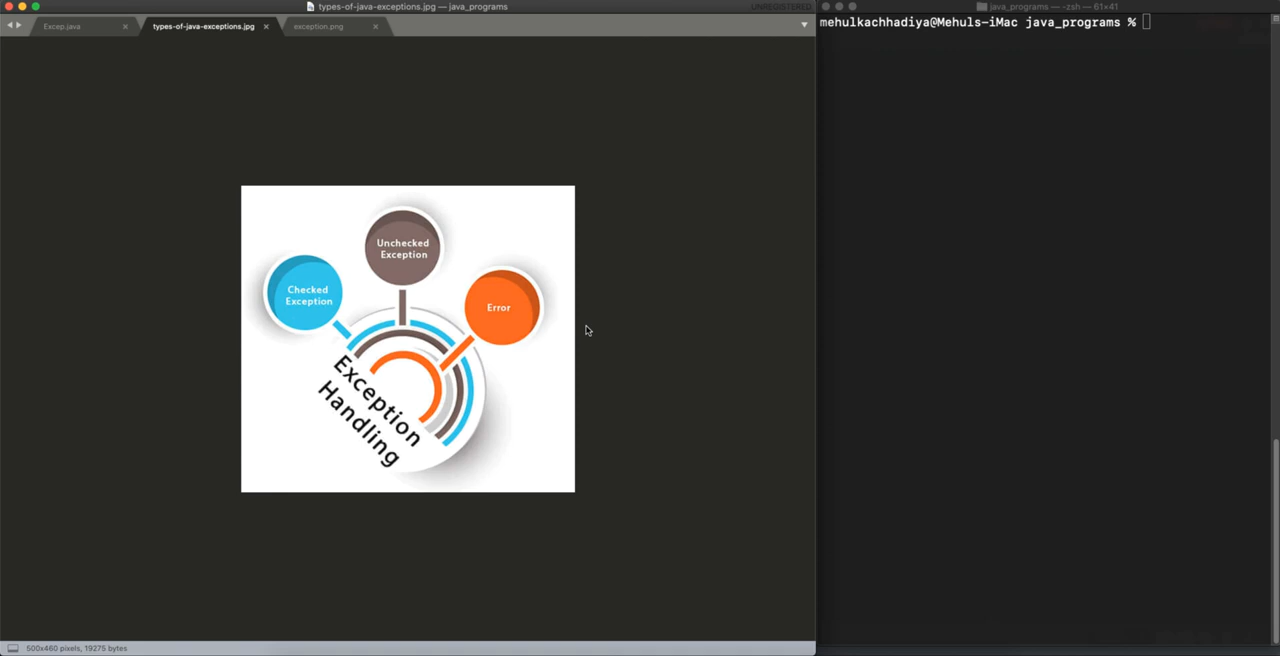 types-of-java-exceptions.jpg — java_programs
UNREGISTERED
Excep.java
types-of-java-exceptions.jpg
exception.png
Unchecked
Exception
Checked
Exception
Error
Exception
Handling
500x460 pixels, 19275 bytes
java_programs — -zsh — 61×41
mehulkachhadiya@Mehuls-iMac java_programs %